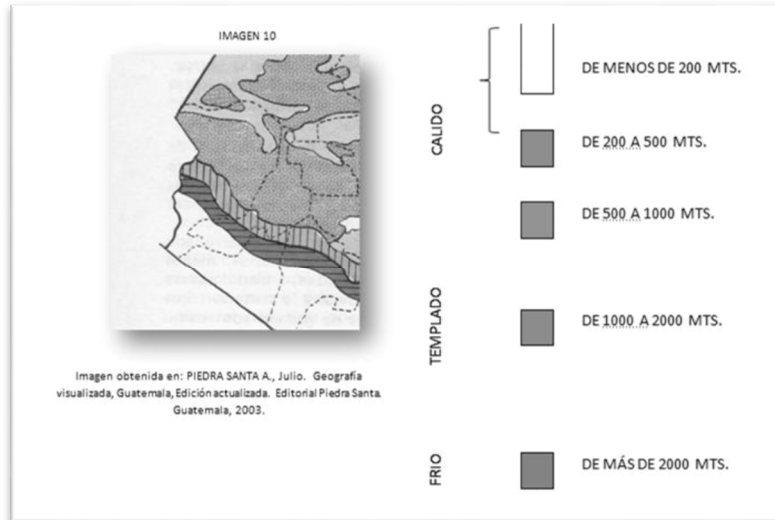 IMAGEN 10
Imagen obtenida en: PIEDRA SANTA A., Julio. Geografía
visualizada, Guatemala, Edición actualizada. Editorial Piedra Santa.
Guatemala, 2003.
CALIDO
DE MENOS DE 200 MTS.
DE 200 A 500 MTS.
DE 500 A 1000 MTS.
TEMPLADO
DE 1000 A 2000 MTS.
FRIO
DE MÁS DE 2000 MTS.